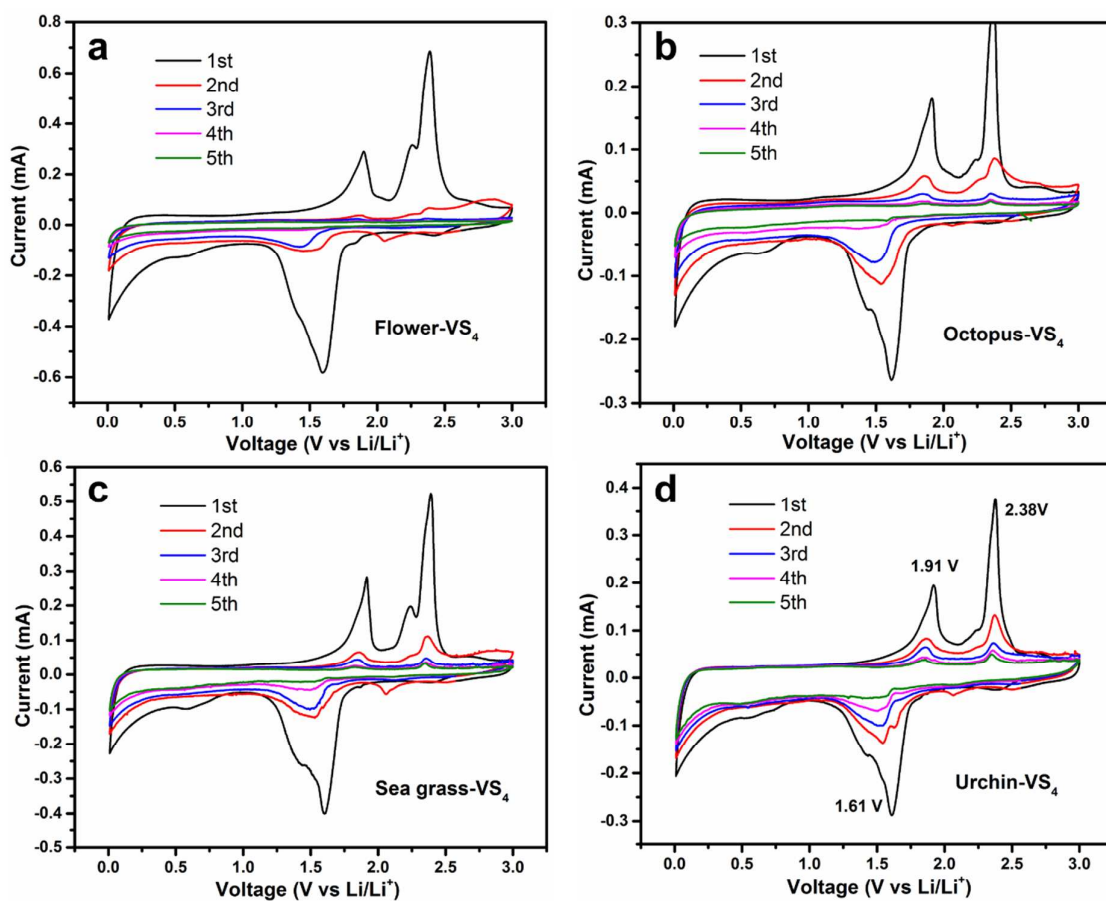 a
1st
2nd
3rd
4th
5th
0.8
0.6
0.4
0.2
0.0
-0.2
-0.4
-0.6
Current (mA)
Flower-VS4
0.0 0.5 1.0 1.5 2.0 2.5 3.0
Voltage (V vs Li/Li+)
b
1st
2nd
3rd
4th
5th
0.3
0.2
0.1
0.0
-0.1
-0.2
-0.3
Current (mA)
Octopus-VS4
0.0 0.5 1.0 1.5 2.0 2.5 3.0
Voltage (V vs Li/Li+)
c
1st
2nd
3rd
4th
5th
0.6
0.5
0.4
0.3
0.2
0.1
0.0
-0.1
-0.2
-0.3
-0.4
-0.5
Current (mA)
Sea grass-VS4
0.0 0.5 1.0 1.5 2.0 2.5 3.0
Voltage (V vs Li/Li+)
d
1st
2nd
3rd
4th
5th
2.38V
1.91 V
0.4
0.3
0.2
0.1
0.0
-0.1
-0.2
-0.3
Current (mA)
1.61 V
Urchin-VS4
0.0 0.5 1.0 1.5 2.0 2.5 3.0
Voltage (V vs Li/Li+)